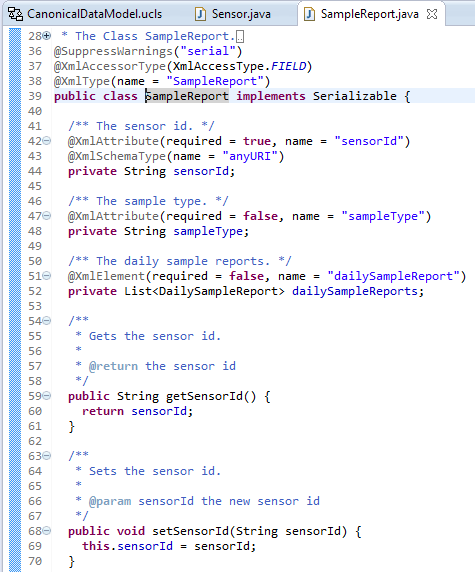 CanonicalDataModel.ucls Sensor.java SampleReport.java
28 * The Class SampleReport.
36 @SuppressWarnings("serial")
37 @XmlAccessorType(XmlAccessType.FIELD)
38 @XmlType(name = "SampleReport")
39 public class SampleReport implements Serializable {
40
41 /** The sensor id. */
42 @XmlAttribute(required = true, name = "sensorId")
43 @XmlSchemaType(name = "anyURI")
44 private String sensorId;
45
46 /** The sample type. */
47 @XmlAttribute(required = false, name = "sampleType")
48 private String sampleType;
49
50 /** The daily sample reports. */
51 @XmlElement(required = false, name = "dailySampleReport")
52 private List<DailySampleReport> dailySampleReports;
53
54 /**
55 * Gets the sensor id.
56 *
57 * @return the sensor id
58 */
59 public String getSensorId() {
60 return sensorId;
61 }
62
63 /**
64 * Sets the sensor id.
65 *
66 * @param sensorId the new sensor id
67 */
68 public void setSensorId(String sensorId) {
69 this.sensorId = sensorId;
70 }